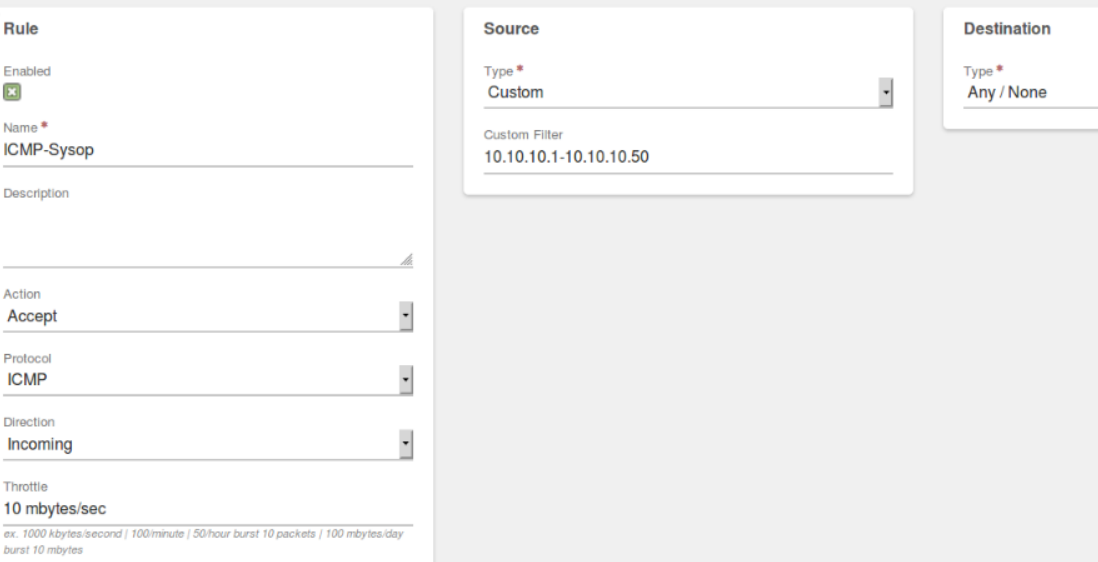 Rule
Enabled
Name *
ICMP-Sysop
Description
Action
Accept
Protocol
ICMP
Direction
Incoming
Throttle
10 mbytes/sec
ex. 1000 kbytes/second | 100/minute | 50/hour burst 10 packets | 100 mbytes/day
burst 10 mbytes
Source
Type *
Custom
Custom Filter
10.10.10.1-10.10.10.50
Destination
Type *
Any / None